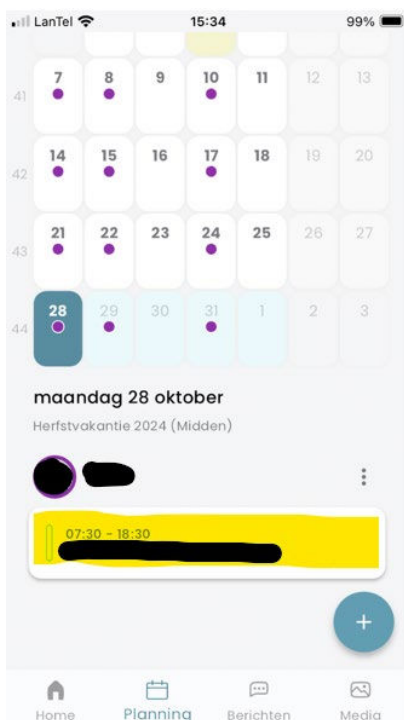 LanTel 15:34 99%
41 7 8 9 10 11 12 13
42 14 15 16 17 18 19 20
43 21 22 23 24 25 26 27
44 28 29 30 31 1 2 3
maandag 28 oktober
Herfstvakantie 2024 (Midden)
07:30 - 18:30
+
Home Planning Berichten Media